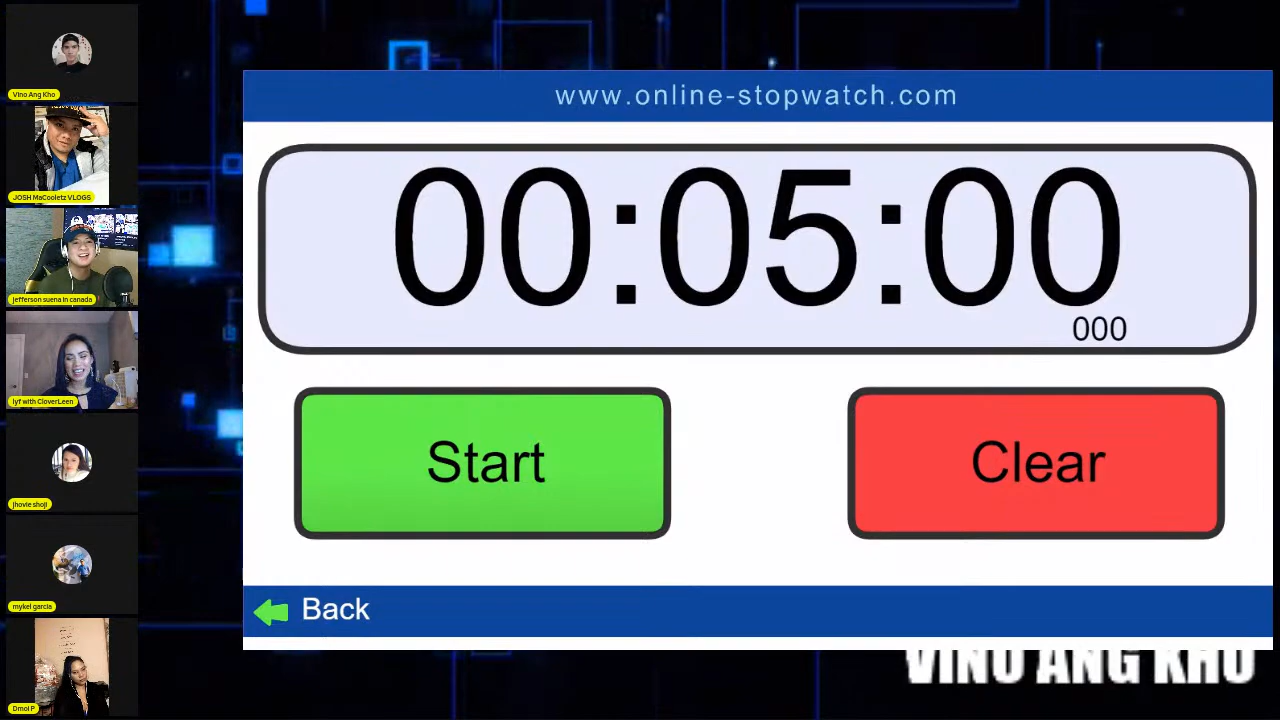 Vino Ang Kho
JOSH MaCooletz VLOGS
jefferson suena in canada
lyf with CloverLeen
jhovie shoji
mykel garcia
Dmol P
www.online-stopwatch.com
00:05:00
000
Start
Clear
Back
VINO ANG KHO